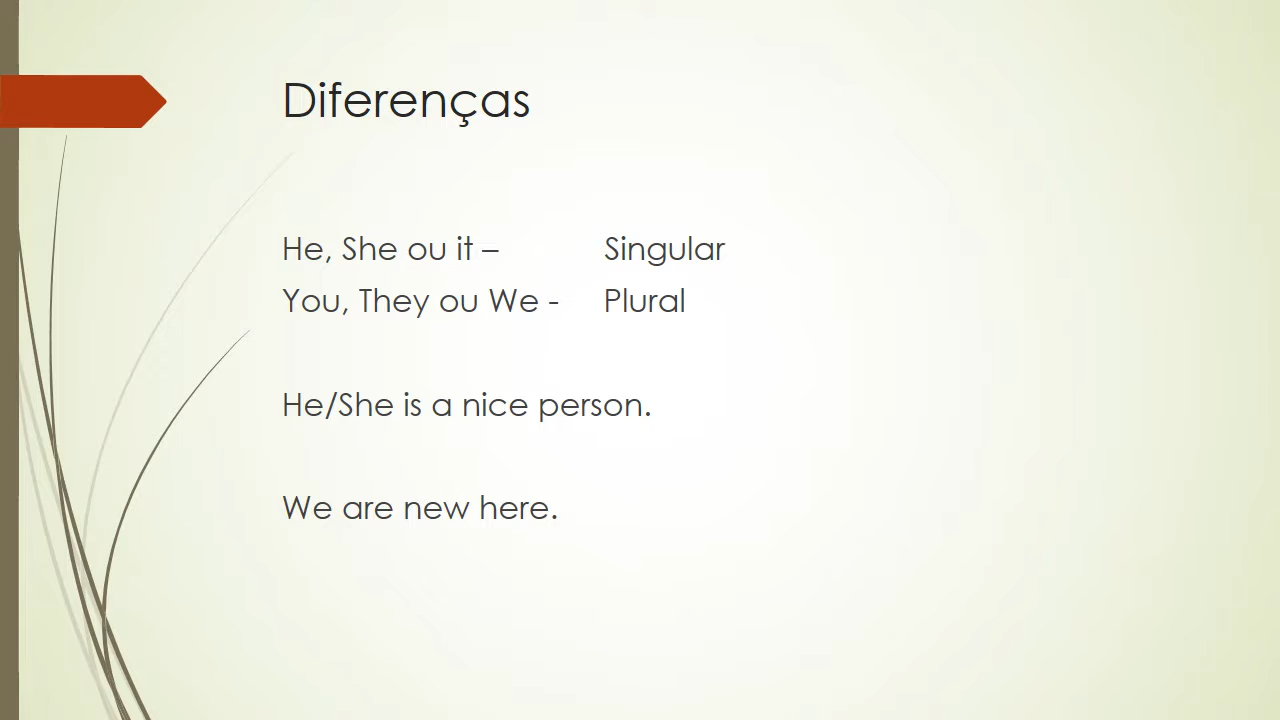 Diferenças
He, She ou it – Singular
You, They ou We - Plural
He/She is a nice person.
We are new here.